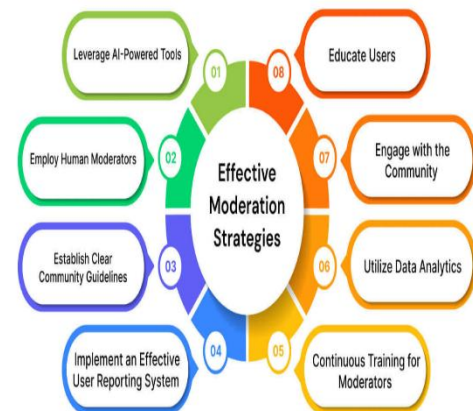 Effective
Moderation
Strategies
01
Leverage AI-Powered Tools
02
Employ Human Moderators
03
Establish Clear
Community Guidelines
04
Implement an Effective
User Reporting System
05
Continuous Training for
Moderators
06
Utilize Data Analytics
07
Engage with the
Community
08
Educate Users